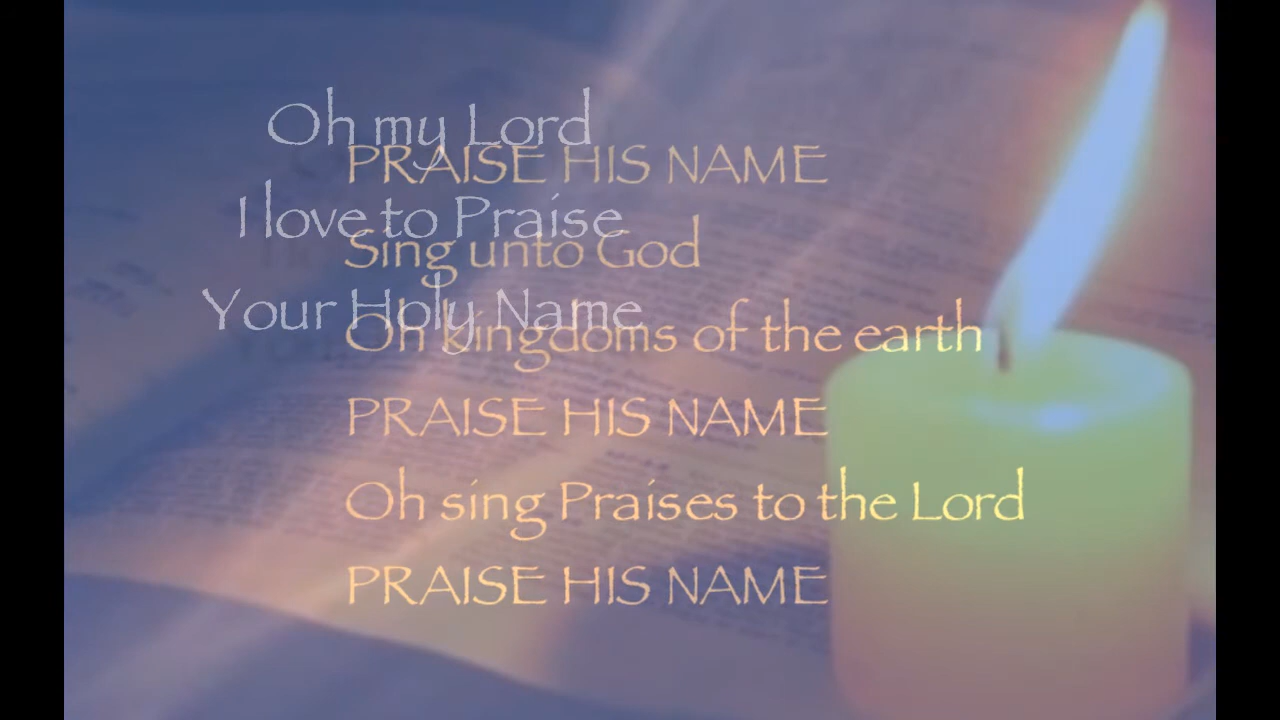 Oh my Lord
PRAISE HIS NAME
I love to Praise
Sing unto God
Your Holy Name
Oh kingdoms of the earth
PRAISE HIS NAME
Oh sing Praises to the Lord
PRAISE HIS NAME